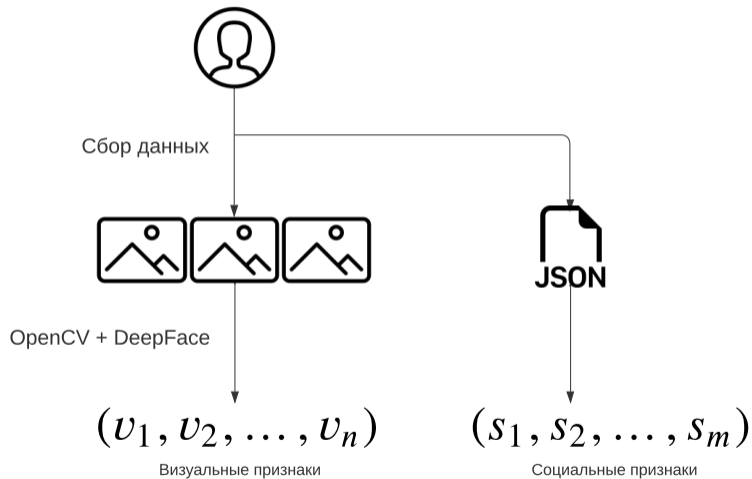 Сбор данных
JSON
OpenCV + DeepFace
(v₁, v₂, …, vₙ)
(s₁, s₂, …, sₘ)
Визуальные признаки
Социальные признаки